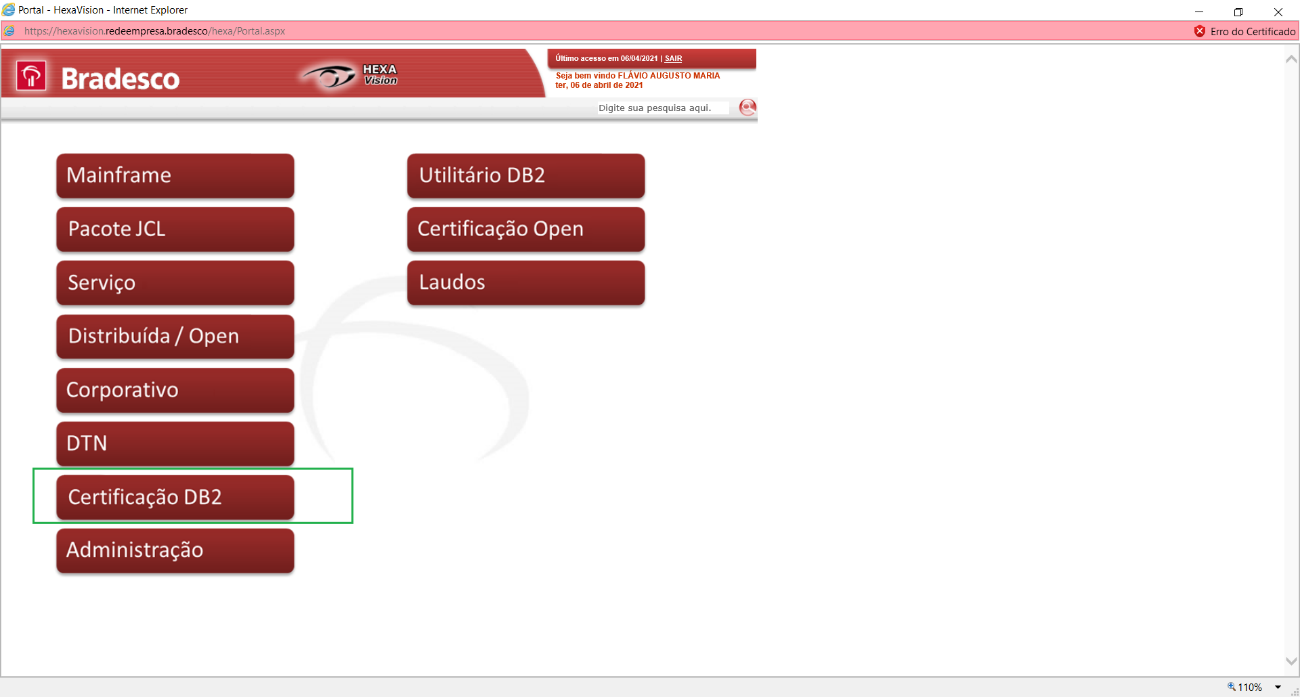 Portal - HexaVision - Internet Explorer
https://hexavision.redeempresa.bradesco/hexa/Portal.aspx
Erro do Certificado
Bradesco
HEXA
Vision
Último acesso em 06/04/2021 | SAIR
Seja bem vindo FLÁVIO AUGUSTO MARIA
ter, 06 de abril de 2021
Digite sua pesquisa aqui.
Mainframe
Utilitário DB2
Pacote JCL
Certificação Open
Serviço
Laudos
Distribuída / Open
Corporativo
DTN
Certificação DB2
Administração
110%